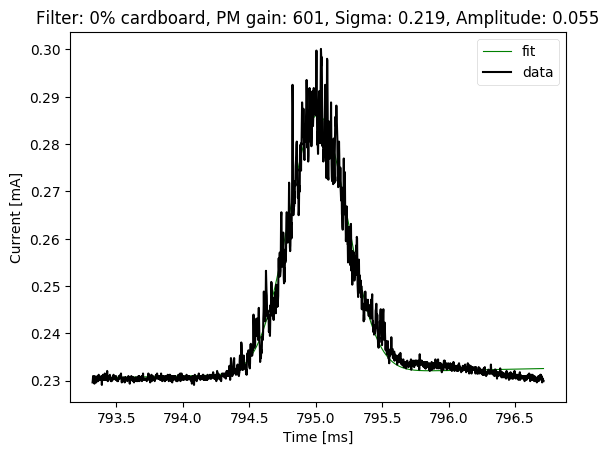 Filter: 0% cardboard, PM gain: 601, Sigma: 0.219, Amplitude: 0.055
fit
data
0.30
0.29
0.28
0.27
0.26
0.25
0.24
0.23
Current [mA]
793.5 794.0 794.5 795.0 795.5 796.0 796.5
Time [ms]